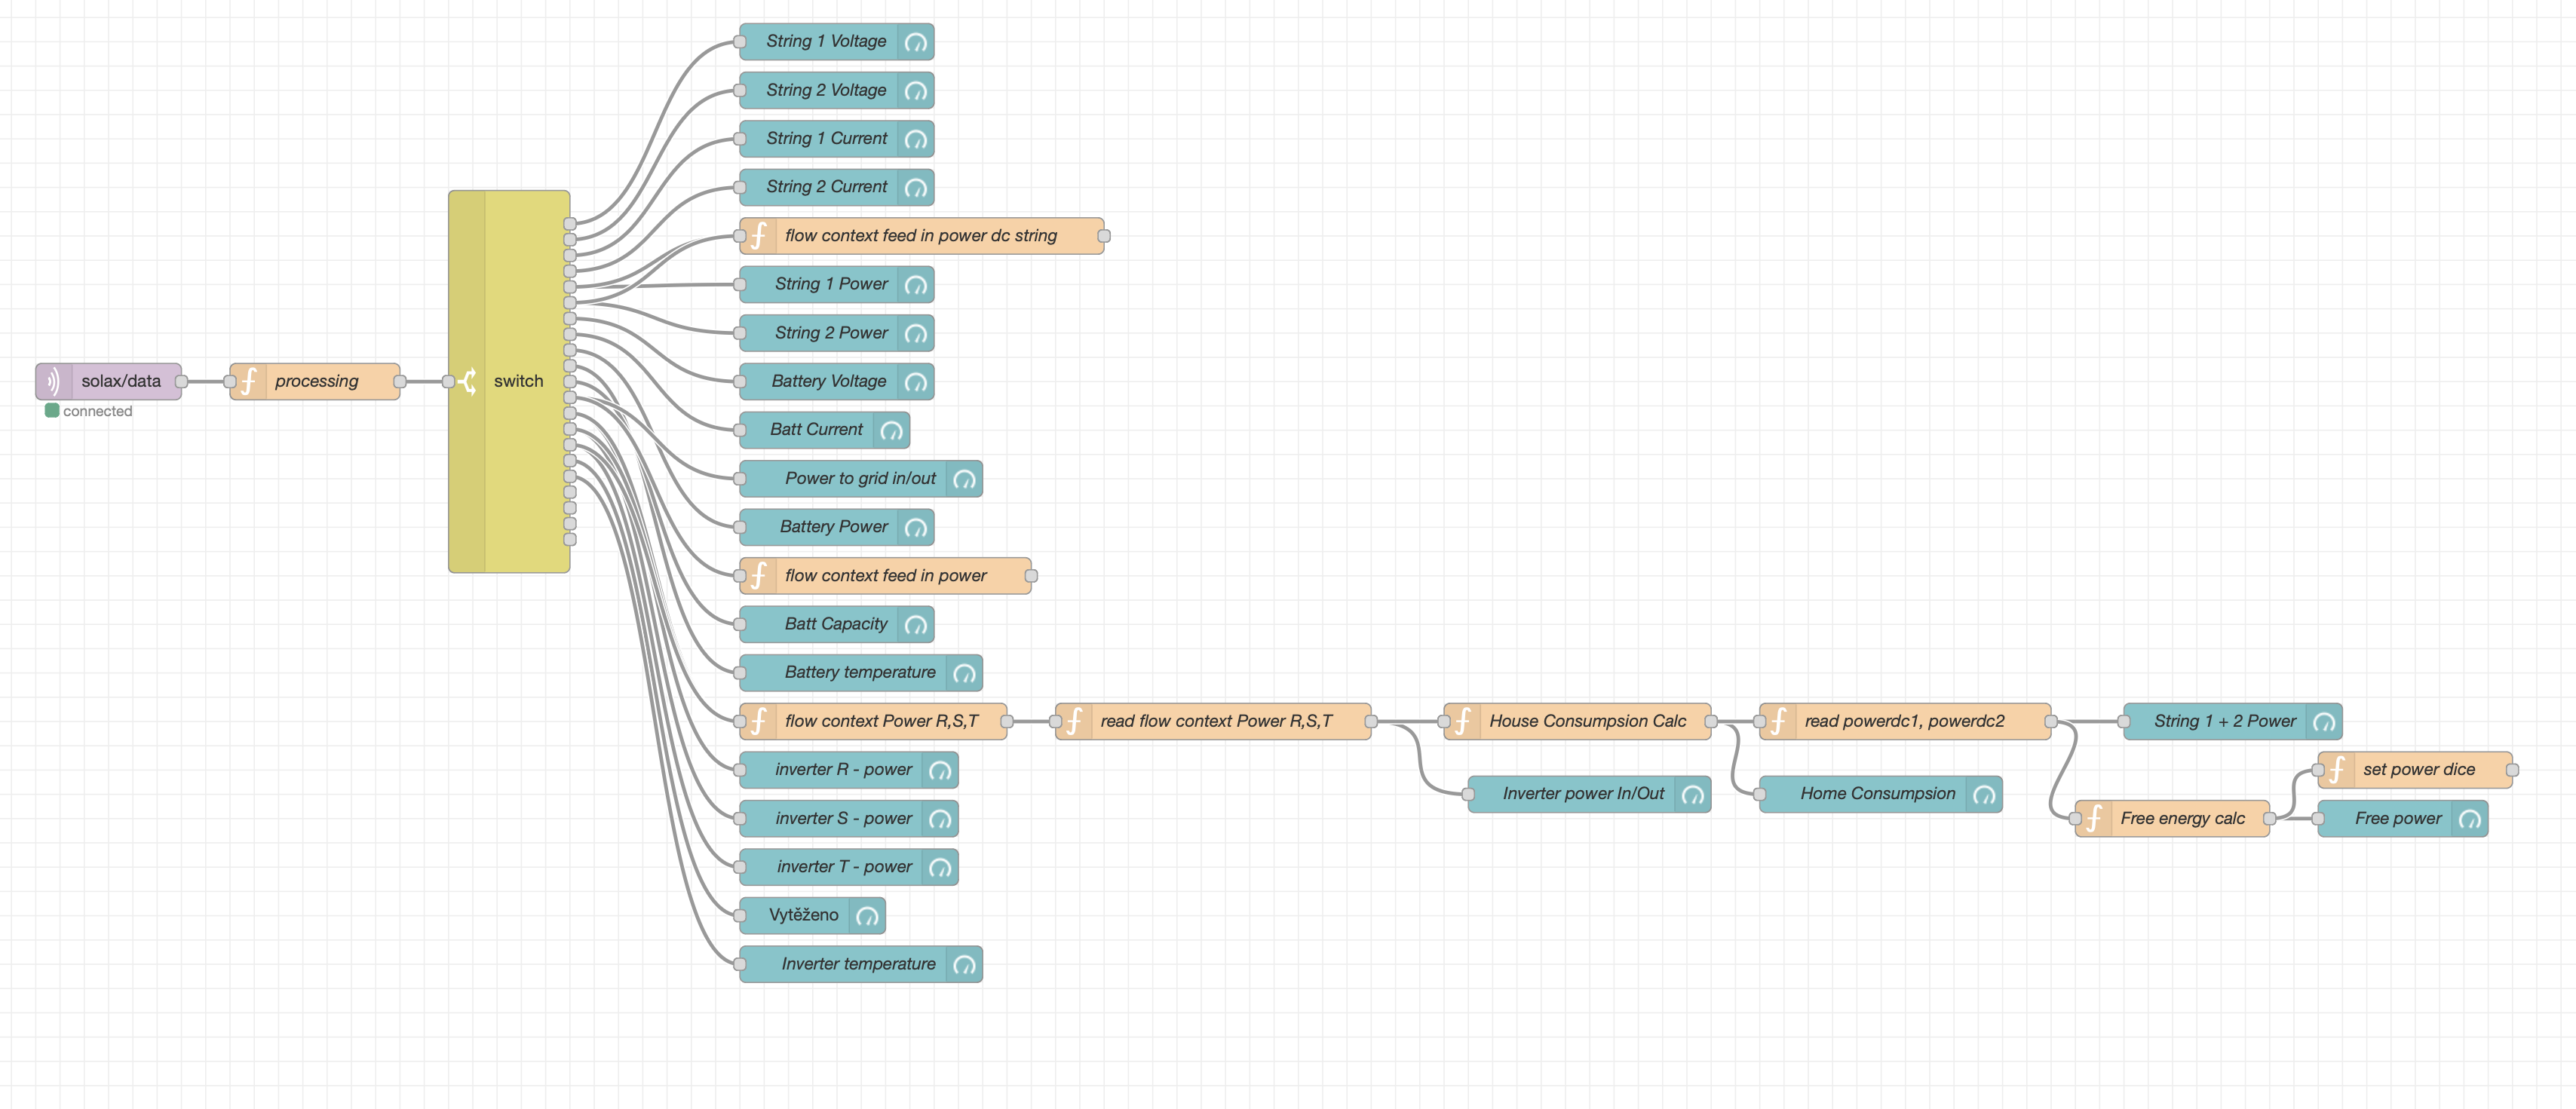 String 1 Voltage
String 2 Voltage
String 1 Current
String 2 Current
flow context feed in power dc string
String 1 Power
String 2 Power
solax/data
processing
switch
Battery Voltage
connected
Batt Current
Power to grid in/out
Battery Power
flow context feed in power
Batt Capacity
Battery temperature
flow context Power R,S,T
read flow context Power R,S,T
House Consumpsion Calc
read powerdc1, powerdc2
String 1 + 2 Power
inverter R - power
set power dice
Inverter power In/Out
Home Consumpsion
inverter S - power
Free energy calc
Free power
inverter T - power
Vytěženo
Inverter temperature